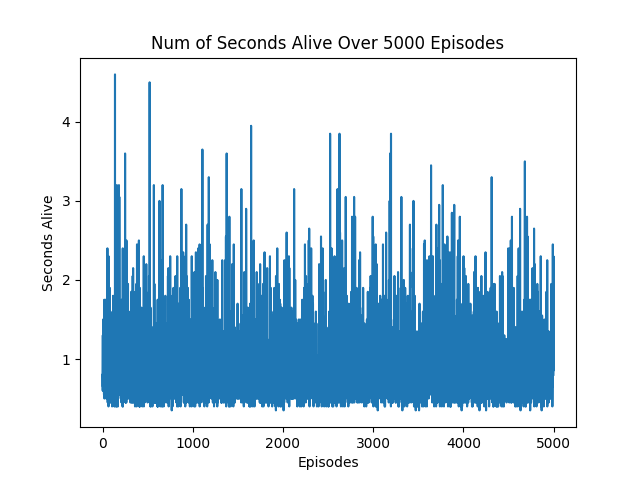 Num of Seconds Alive Over 5000 Episodes
4
3
2
1
Seconds Alive
0 1000 2000 3000 4000 5000
Episodes